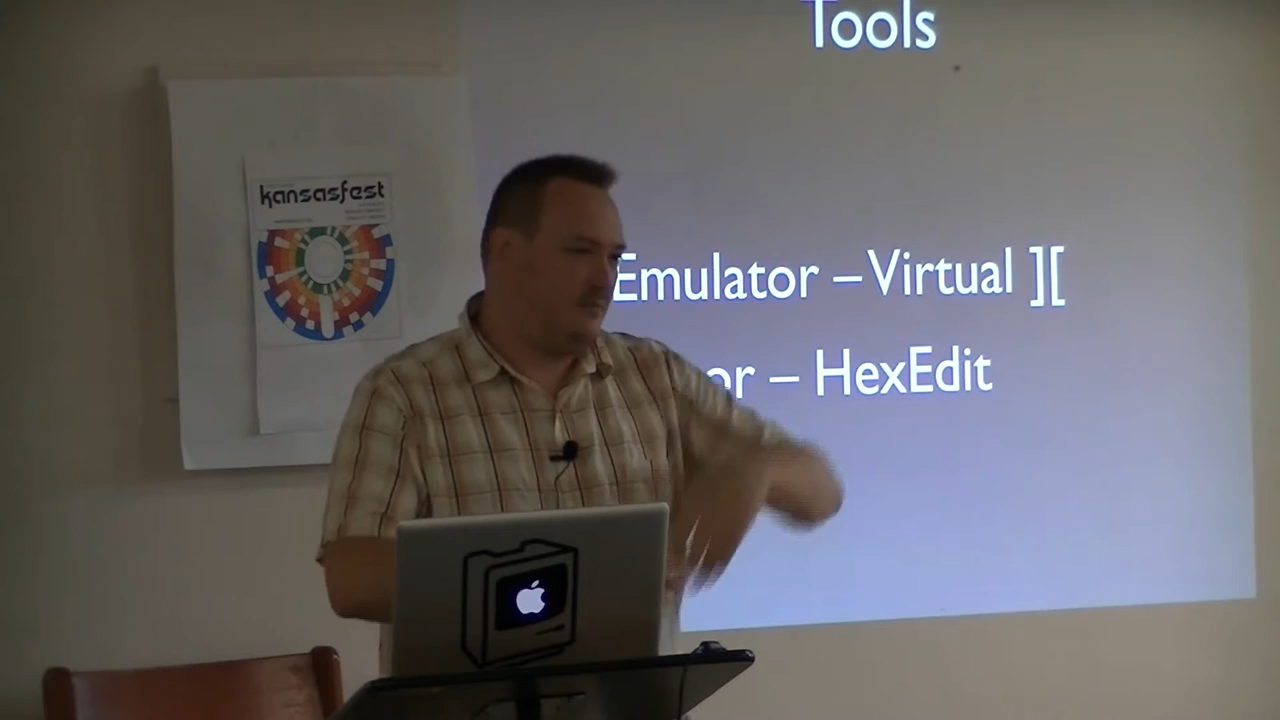 Tools
kansasfest
Emulator – Virtual ][
or – HexEdit